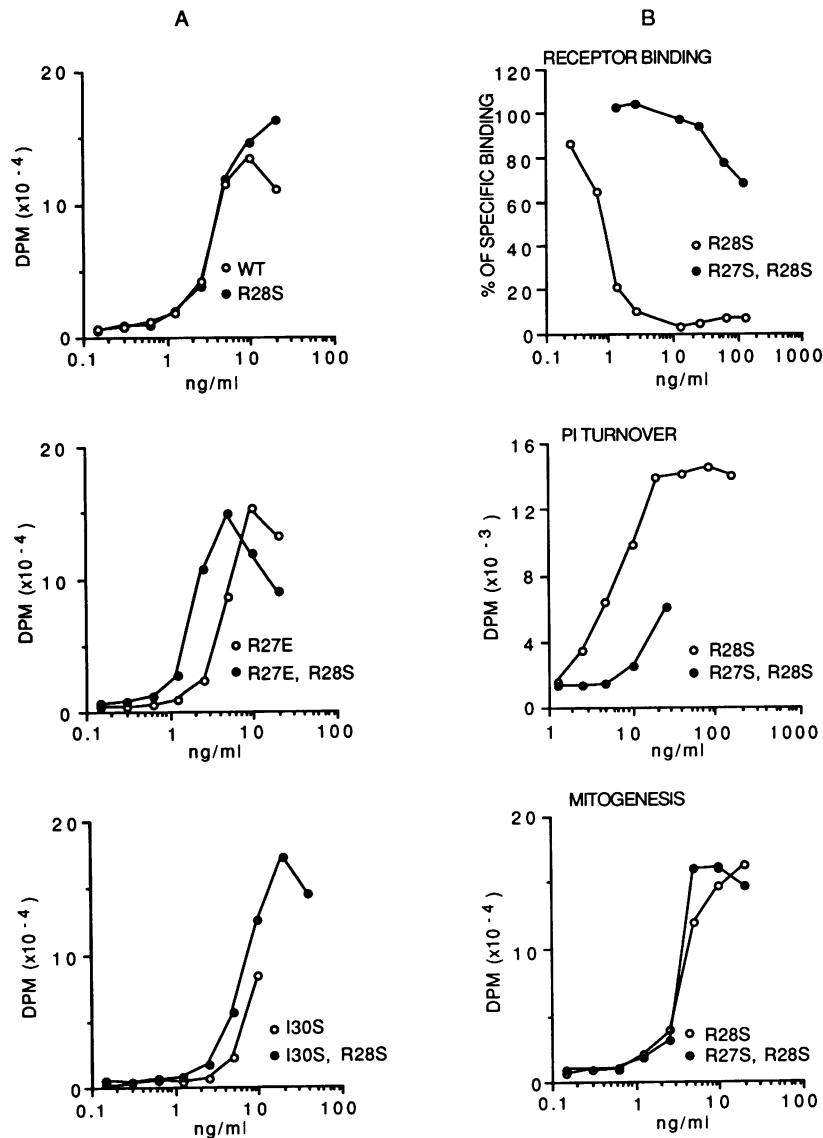 A
20
10
0
DPM (x10 -4 )
WT
R28S
0.1 1 10 100
ng/ml
20
10
0
DPM (x10 -4 )
R27E
R27E, R28S
0.1 1 10 100
ng/ml
20
10
0
DPM (x10 -4 )
I30S
I30S, R28S
0.1 1 10 100
ng/ml
B
RECEPTOR BINDING
120
100
80
60
40
20
0
% OF SPECIFIC BINDING
R28S
R27S, R28S
0.1 1 10 100 1000
ng/ml
PI TURNOVER
16
12
8
4
0
DPM (x10 -3 )
R28S
R27S, R28S
1 10 100 1000
ng/ml
MITOGENESIS
20
10
0
DPM (x10 -4 )
R28S
R27S, R28S
0.1 1 10 100
ng/ml